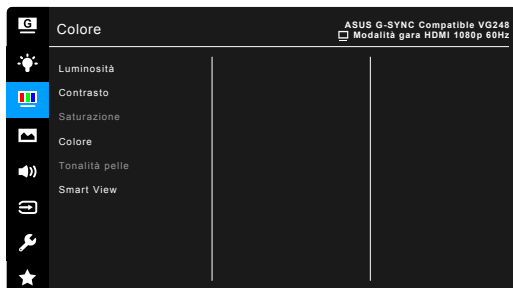 G
Colore
ASUS G-SYNC Compatible VG248
Modalità gara HDMI 1080p 60Hz
Luminosità
Contrasto
Saturazione
Colore
Tonalità pelle
Smart View